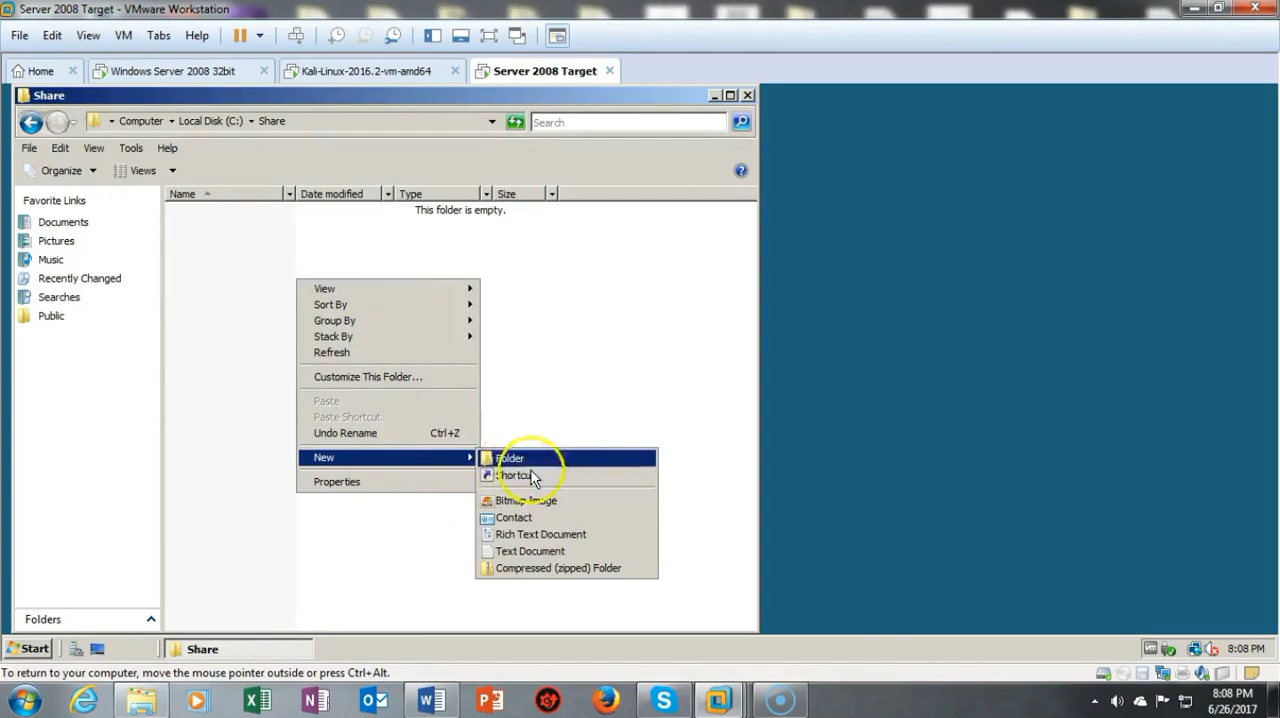 Server 2008 Target - VMware Workstation
File Edit View VM Tabs Help
Home Windows Server 2008 32bit Kali-Linux-2016.2-vm-amd64 Server 2008 Target
Share
Computer Local Disk (C:) Share Search
File Edit View Tools Help
Organize Views
Name Date modified Type Size
Favorite Links
This folder is empty.
Documents
Pictures
Music
Recently Changed
Searches
Public
View
Sort By
Group By
Stack By
Refresh
Customize This Folder...
Paste
Paste Shortcut
Undo Rename Ctrl+Z
New
Properties
Folder
Shortcut
Bitmap Image
Contact
Rich Text Document
Text Document
Compressed (zipped) Folder
Folders
Start Share 8:08 PM
To return to your computer, move the mouse pointer outside or press Ctrl+Alt.
8:08 PM
6/26/2017